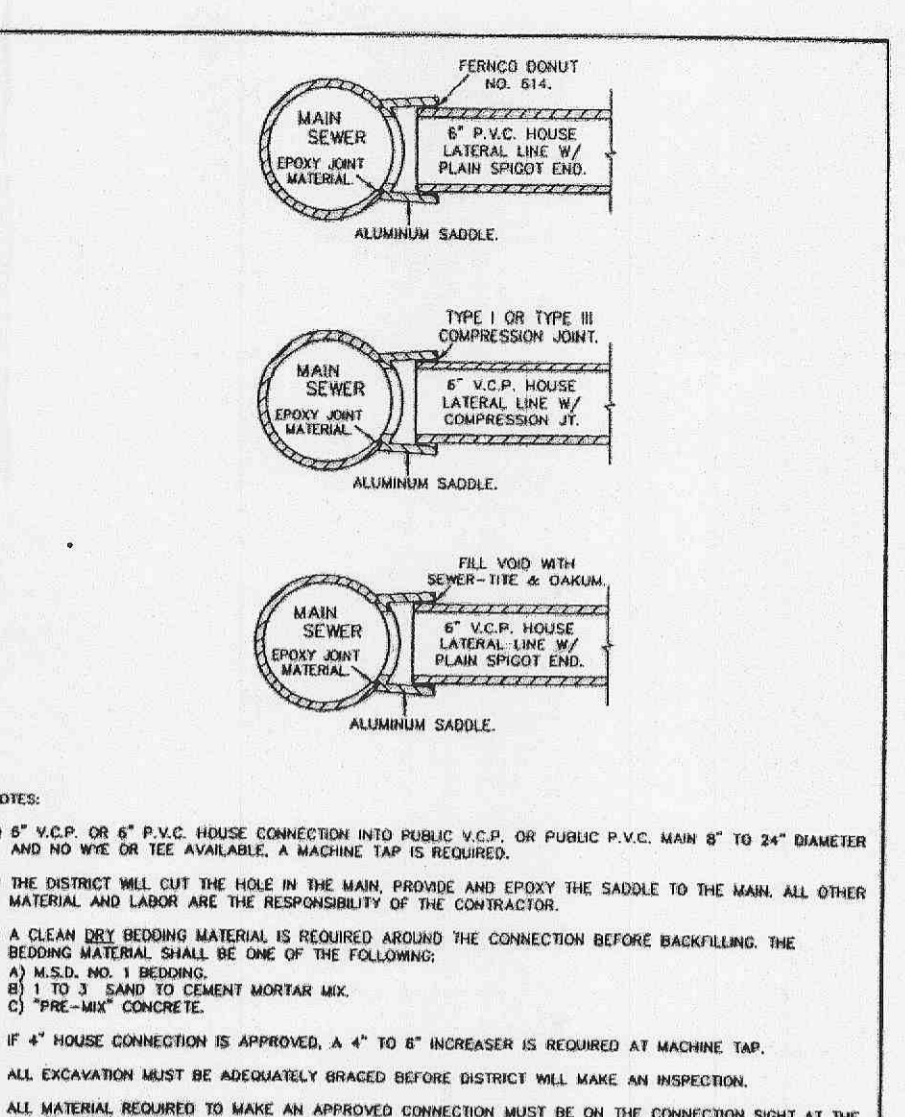 FERNCO DONUT
NO. 614.
MAIN
SEWER
EPOXY JOINT
MATERIAL
6" P.V.C. HOUSE
LATERAL LINE W/
PLAIN SPIGOT END.
ALUMINUM SADDLE.
TYPE I OR TYPE III
COMPRESSION JOINT.
MAIN
SEWER
EPOXY JOINT
MATERIAL
6" V.C.P. HOUSE
LATERAL LINE W/
COMPRESSION JT.
ALUMINUM SADDLE.
FILL VOID WITH
SEWER-TITE & OAKUM.
MAIN
SEWER
EPOXY JOINT
MATERIAL
6" V.C.P. HOUSE
LATERAL LINE W/
PLAIN SPIGOT END.
ALUMINUM SADDLE.
OTES:
6" V.C.P. OR 6" P.V.C. HOUSE CONNECTION INTO PUBLIC V.C.P. OR PUBLIC P.V.C. MAIN 8" TO 24" DIAMETER
AND NO WYE OR TEE AVAILABLE, A MACHINE TAP IS REQUIRED.
THE DISTRICT WILL CUT THE HOLE IN THE MAIN, PROVIDE AND EPOXY THE SADDLE TO THE MAIN. ALL OTHER
MATERIAL AND LABOR ARE THE RESPONSIBILITY OF THE CONTRACTOR.
A CLEAN DRY BEDDING MATERIAL IS REQUIRED AROUND THE CONNECTION BEFORE BACKFILLING. THE
BEDDING MATERIAL SHALL BE ONE OF THE FOLLOWING:
A) M.S.D. NO. 1 BEDDING.
B) 1 TO 3 SAND TO CEMENT MORTAR MIX.
C) "PRE-MIX" CONCRETE.
IF 4" HOUSE CONNECTION IS APPROVED, A 4" TO 6" INCREASER IS REQUIRED AT MACHINE TAP.
ALL EXCAVATION MUST BE ADEQUATELY BRACED BEFORE DISTRICT WILL MAKE AN INSPECTION.
ALL MATERIAL REQUIRED TO MAKE AN APPROVED CONNECTION MUST BE ON THE CONNECTION SIGHT AT THE